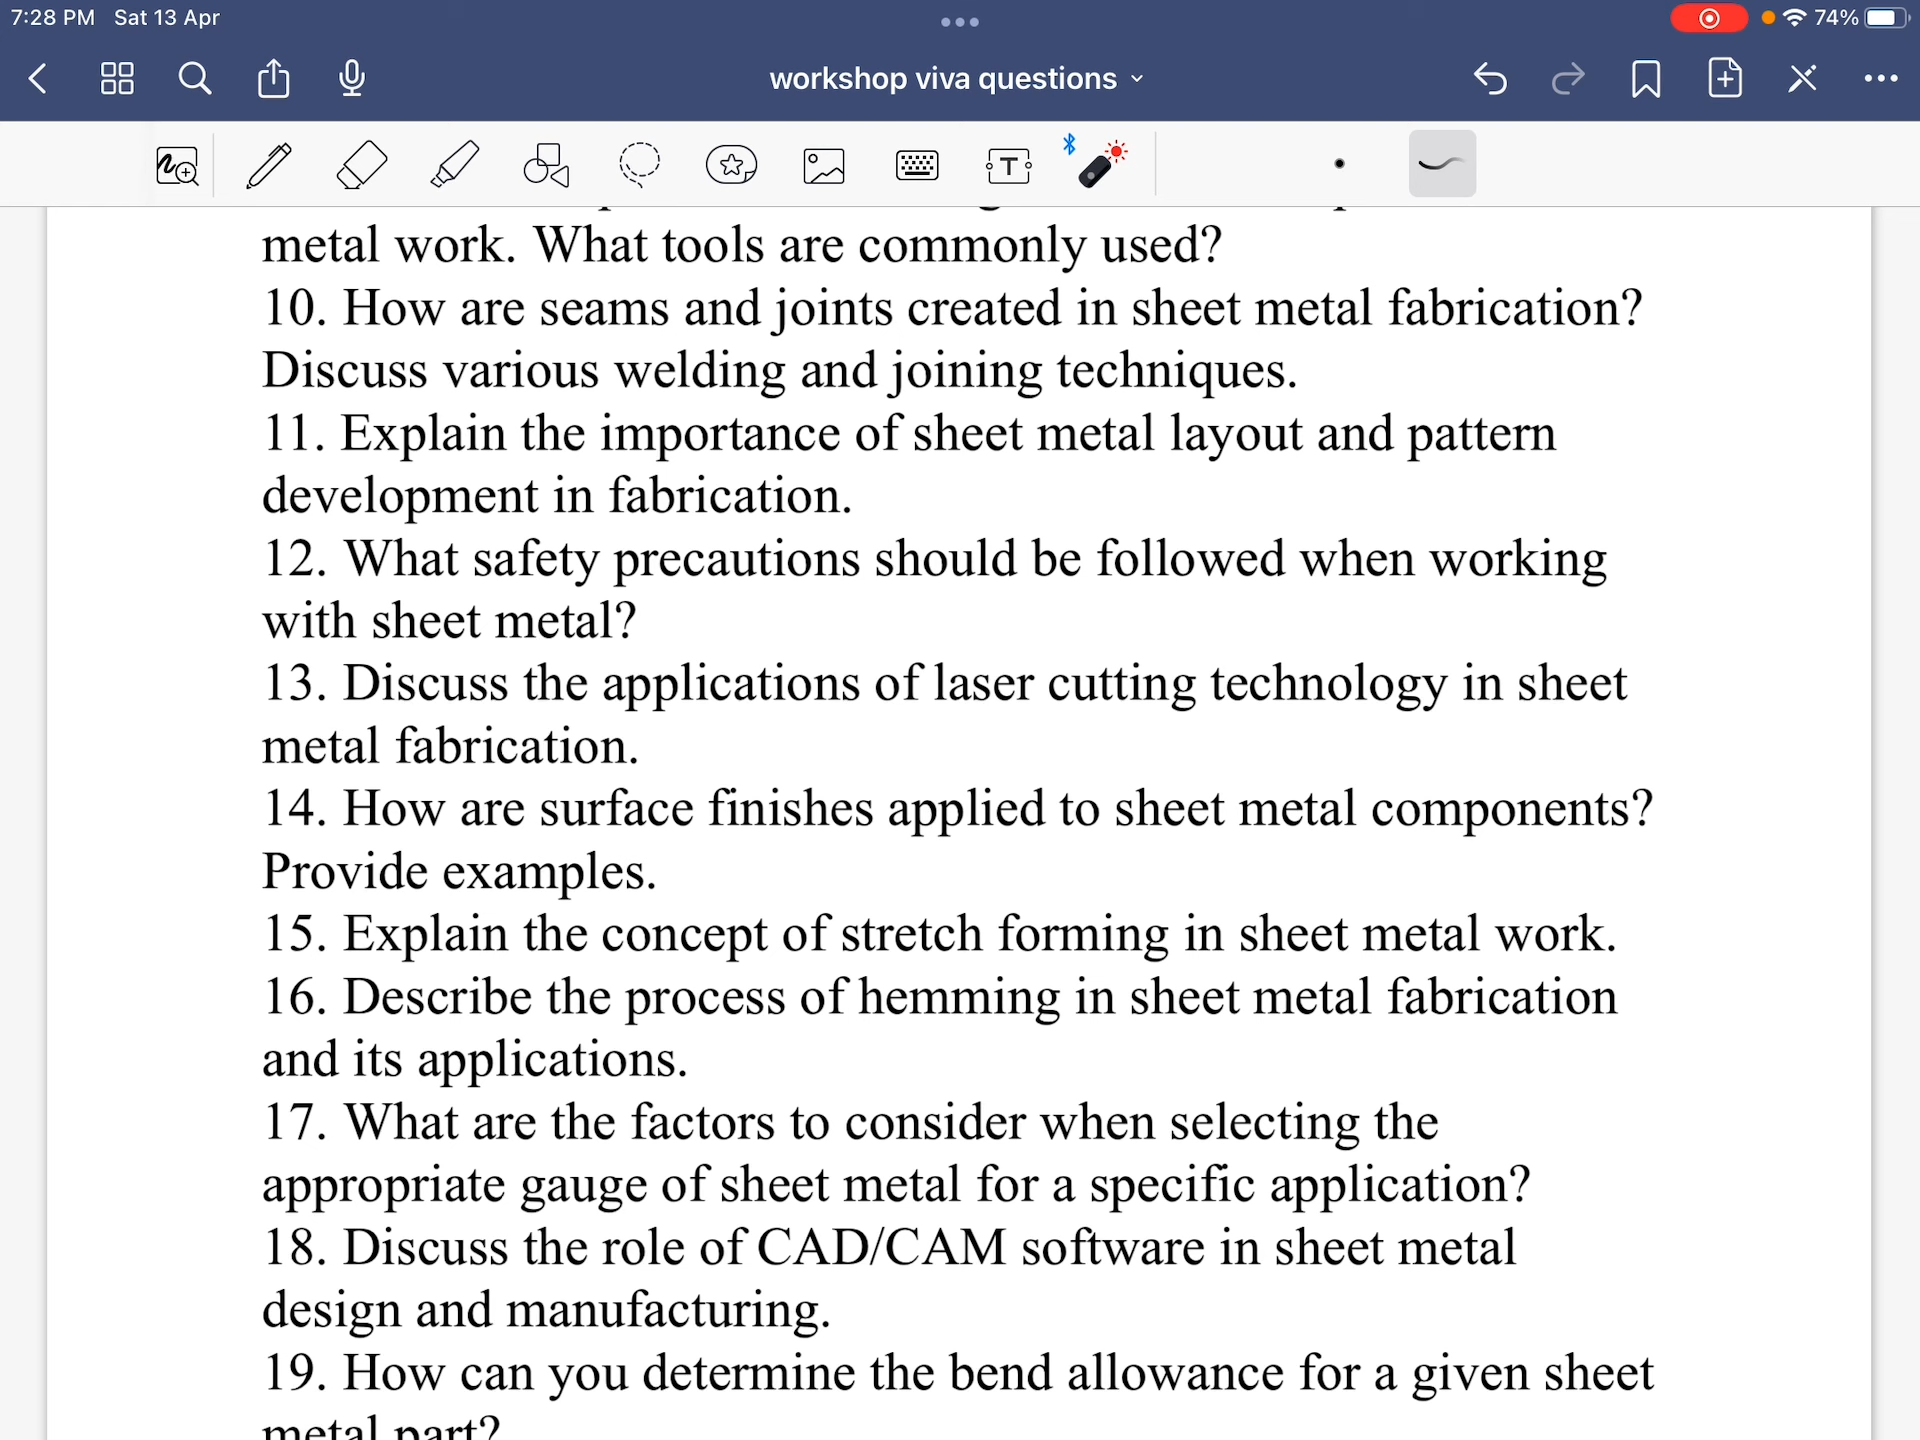 7:28 PM Sat 13 Apr
74%
workshop viva questions
T
metal work. What tools are commonly used?
10. How are seams and joints created in sheet metal fabrication?
Discuss various welding and joining techniques.
11. Explain the importance of sheet metal layout and pattern
development in fabrication.
12. What safety precautions should be followed when working
with sheet metal?
13. Discuss the applications of laser cutting technology in sheet
metal fabrication.
14. How are surface finishes applied to sheet metal components?
Provide examples.
15. Explain the concept of stretch forming in sheet metal work.
16. Describe the process of hemming in sheet metal fabrication
and its applications.
17. What are the factors to consider when selecting the
appropriate gauge of sheet metal for a specific application?
18. Discuss the role of CAD/CAM software in sheet metal
design and manufacturing.
19. How can you determine the bend allowance for a given sheet
metal part?